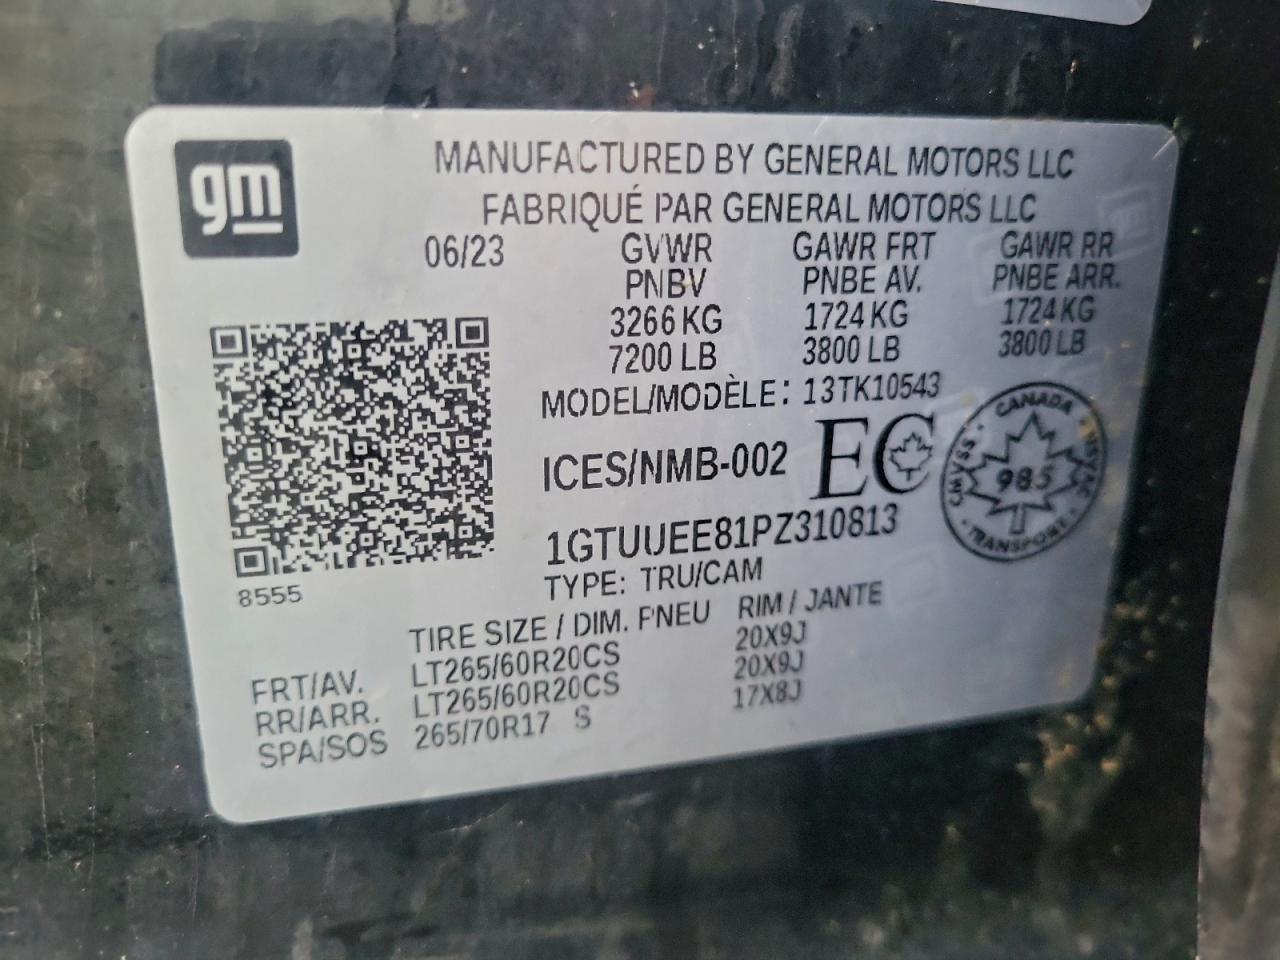 gm
MANUFACTURED BY GENERAL MOTORS LLC
FABRIQUÉ PAR GENERAL MOTORS LLC
06/23 GVWR GAWR FRT GAWR RR
PNBV PNBE AV. PNBE ARR.
3266 KG 1724 KG 1724 KG
7200 LB 3800 LB 3800 LB
MODEL/MODÈLE: 13TK10543
ICES/NMB-002 EC
CANADA
CMVSS 985 NSVAC
TRANSPORT
1GTUUEE81PZ310813
8555
TYPE: TRU/CAM
TIRE SIZE / DIM. PNEU RIM / JANTE
FRT/AV. LT265/60R20CS 20X9J
RR/ARR. LT265/60R20CS 20X9J
SPA/SOS 265/70R17 S 17X8J